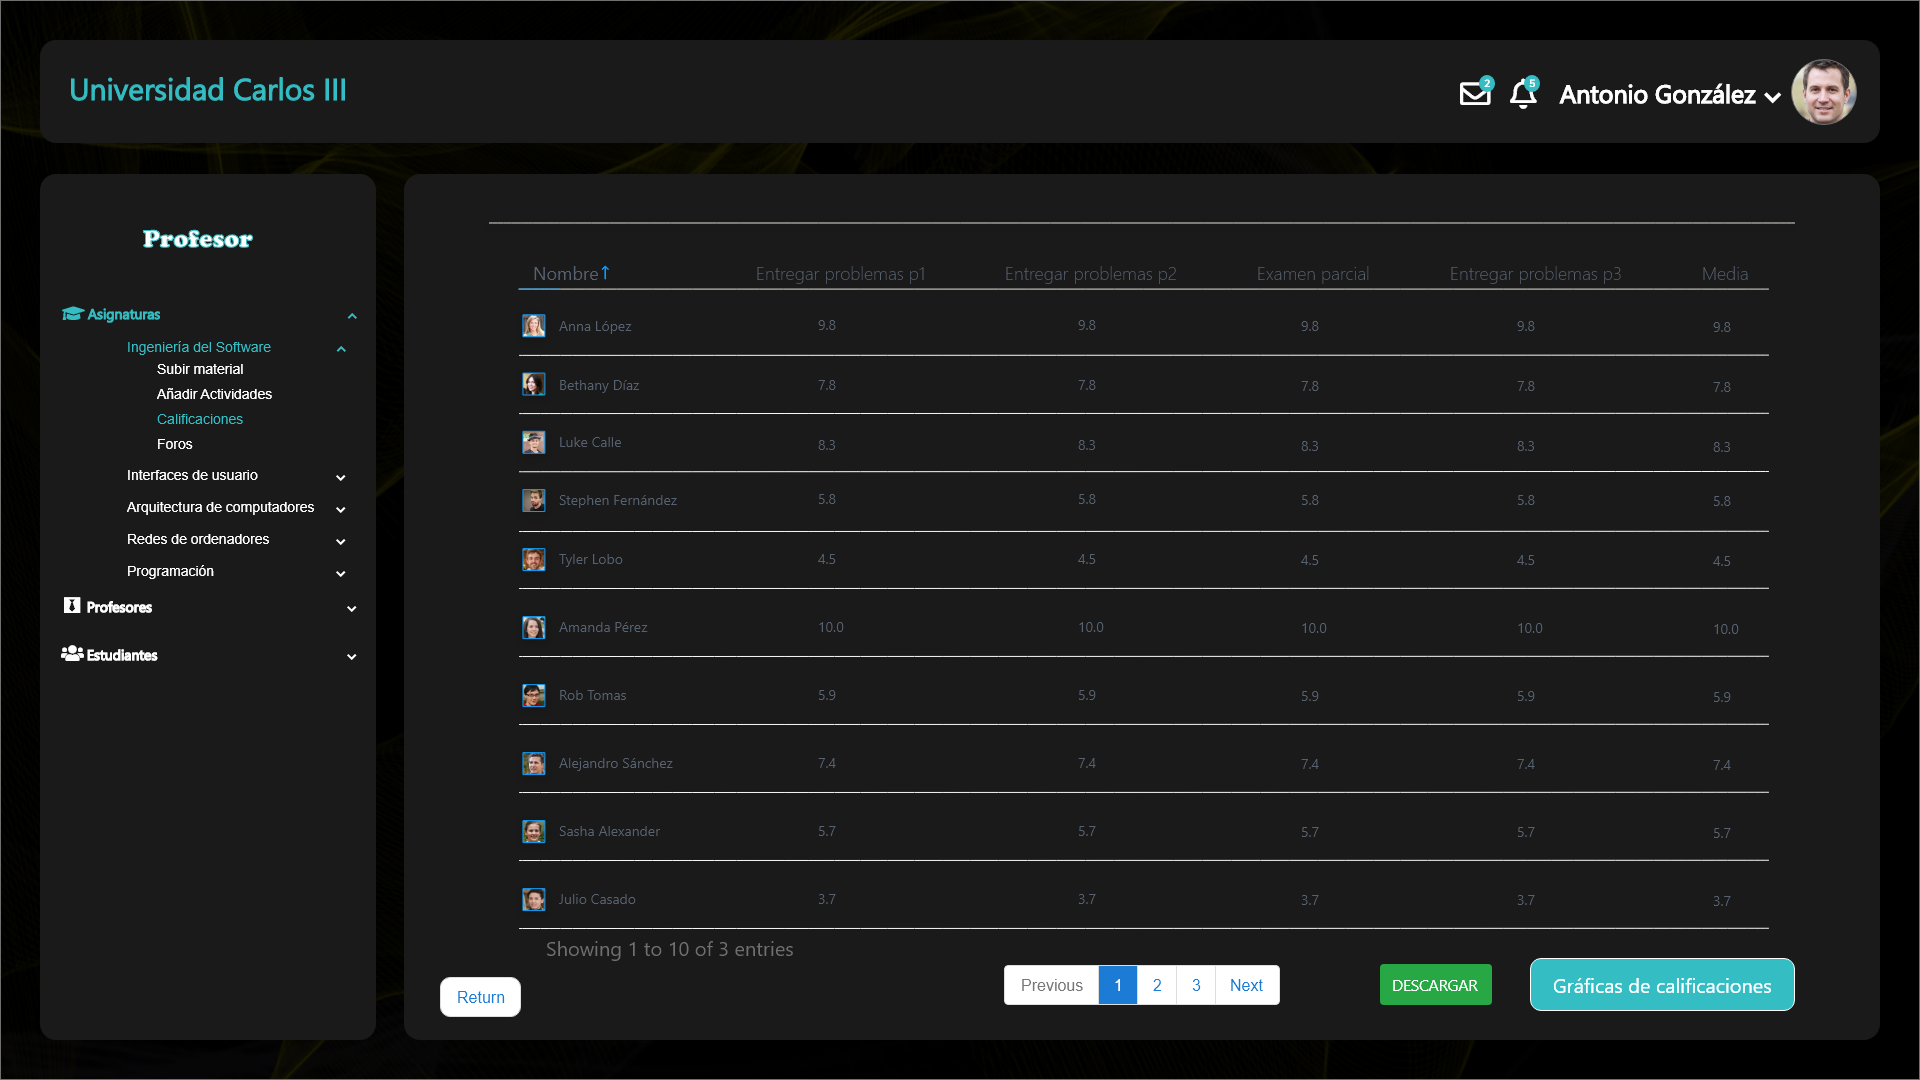 Universidad Carlos III
2
5
Antonio González
Profesor
Asignaturas
Ingeniería del Software
Subir material
Añadir Actividades
Calificaciones
Foros
Interfaces de usuario
Arquitectura de computadores
Redes de ordenadores
Programación
Profesores
Estudiantes
Nombre↑ Entregar problemas p1 Entregar problemas p2 Examen parcial Entregar problemas p3 Media
Anna López 9.8 9.8 9.8 9.8 9.8
Bethany Díaz 7.8 7.8 7.8 7.8 7.8
Luke Calle 8.3 8.3 8.3 8.3 8.3
Stephen Fernández 5.8 5.8 5.8 5.8 5.8
Tyler Lobo 4.5 4.5 4.5 4.5 4.5
Amanda Pérez 10.0 10.0 10.0 10.0 10.0
Rob Tomas 5.9 5.9 5.9 5.9 5.9
Alejandro Sánchez 7.4 7.4 7.4 7.4 7.4
Sasha Alexander 5.7 5.7 5.7 5.7 5.7
Julio Casado 3.7 3.7 3.7 3.7 3.7
Showing 1 to 10 of 3 entries
Return
Previous 1 2 3 Next
DESCARGAR
Gráficas de calificaciones